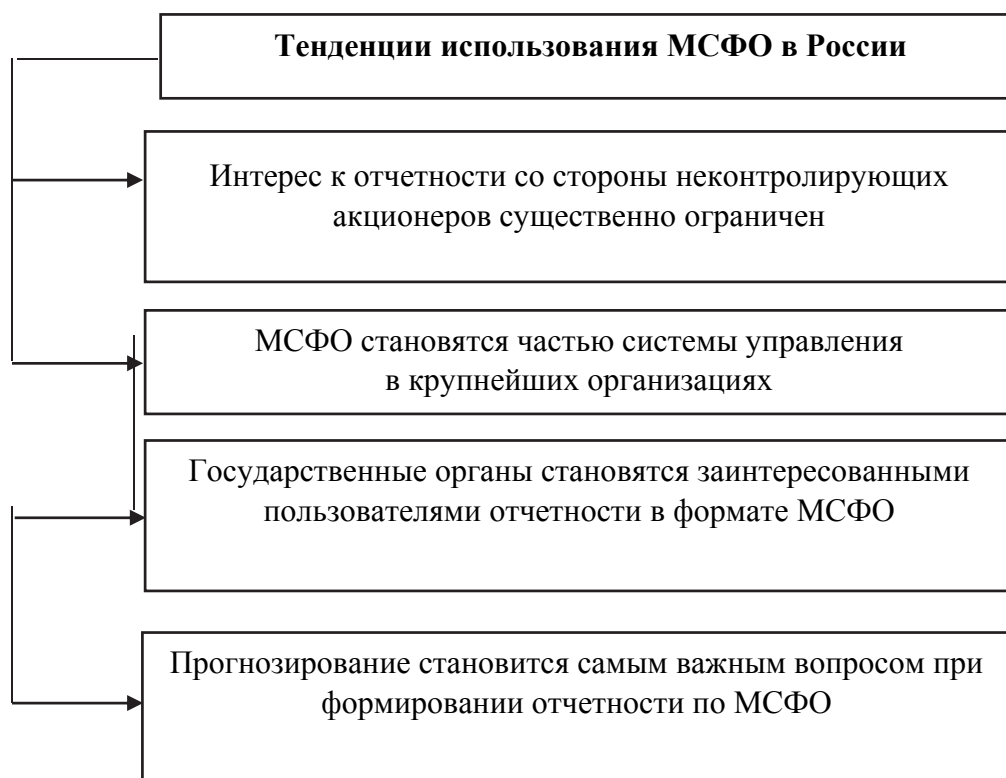 Тенденции использования МСФО в России
Интерес к отчетности со стороны неконтролирующих
акционеров существенно ограничен
МСФО становятся частью системы управления
в крупнейших организациях
Государственные органы становятся заинтересованными
пользователями отчетности в формате МСФО
Прогнозирование становится самым важным вопросом при
формировании отчетности по МСФО